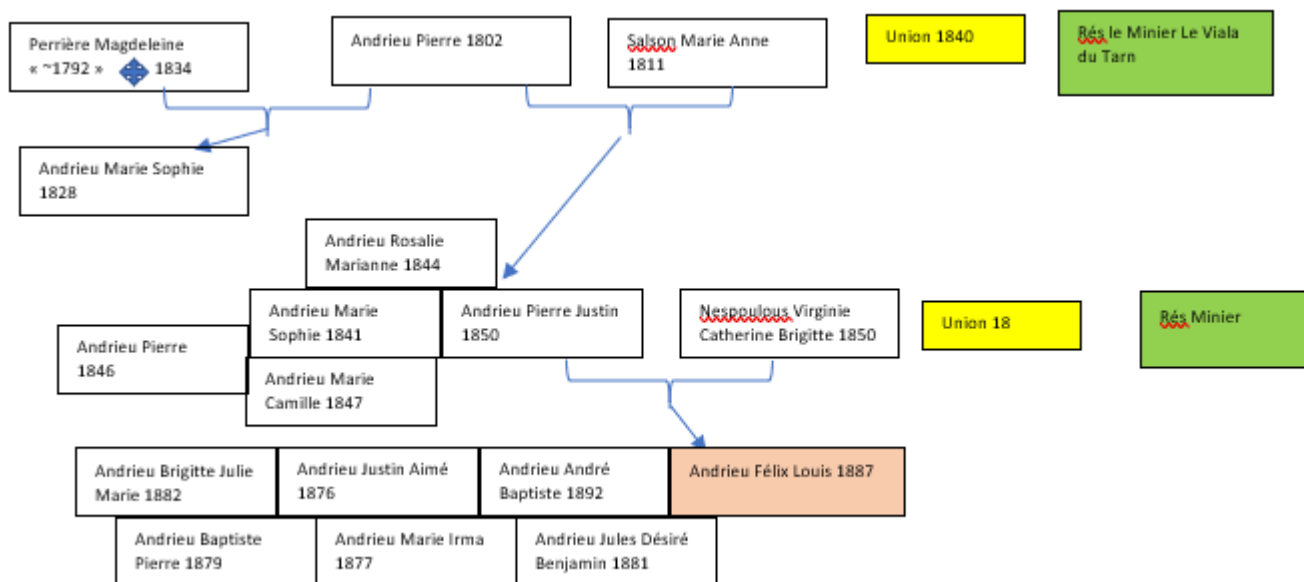 Perrière Magdeleine
« ~1792 » 1834
Andrieu Pierre 1802
Salson Marie Anne
1811
Union 1840
Rés le Minier Le Viala
du Tarn
Andrieu Marie Sophie
1828
Andrieu Rosalie
Marianne 1844
Andrieu Pierre
1846
Andrieu Marie
Sophie 1841
Andrieu Pierre Justin
1850
Nespoulous Virginie
Catherine Brigitte 1850
Union 18
Rés Minier
Andrieu Marie
Camille 1847
Andrieu Brigitte Julie
Marie 1882
Andrieu Justin Aimé
1876
Andrieu André
Baptiste 1892
Andrieu Félix Louis 1887
Andrieu Baptiste
Pierre 1879
Andrieu Marie Irma
1877
Andrieu Jules Désiré
Benjamin 1881